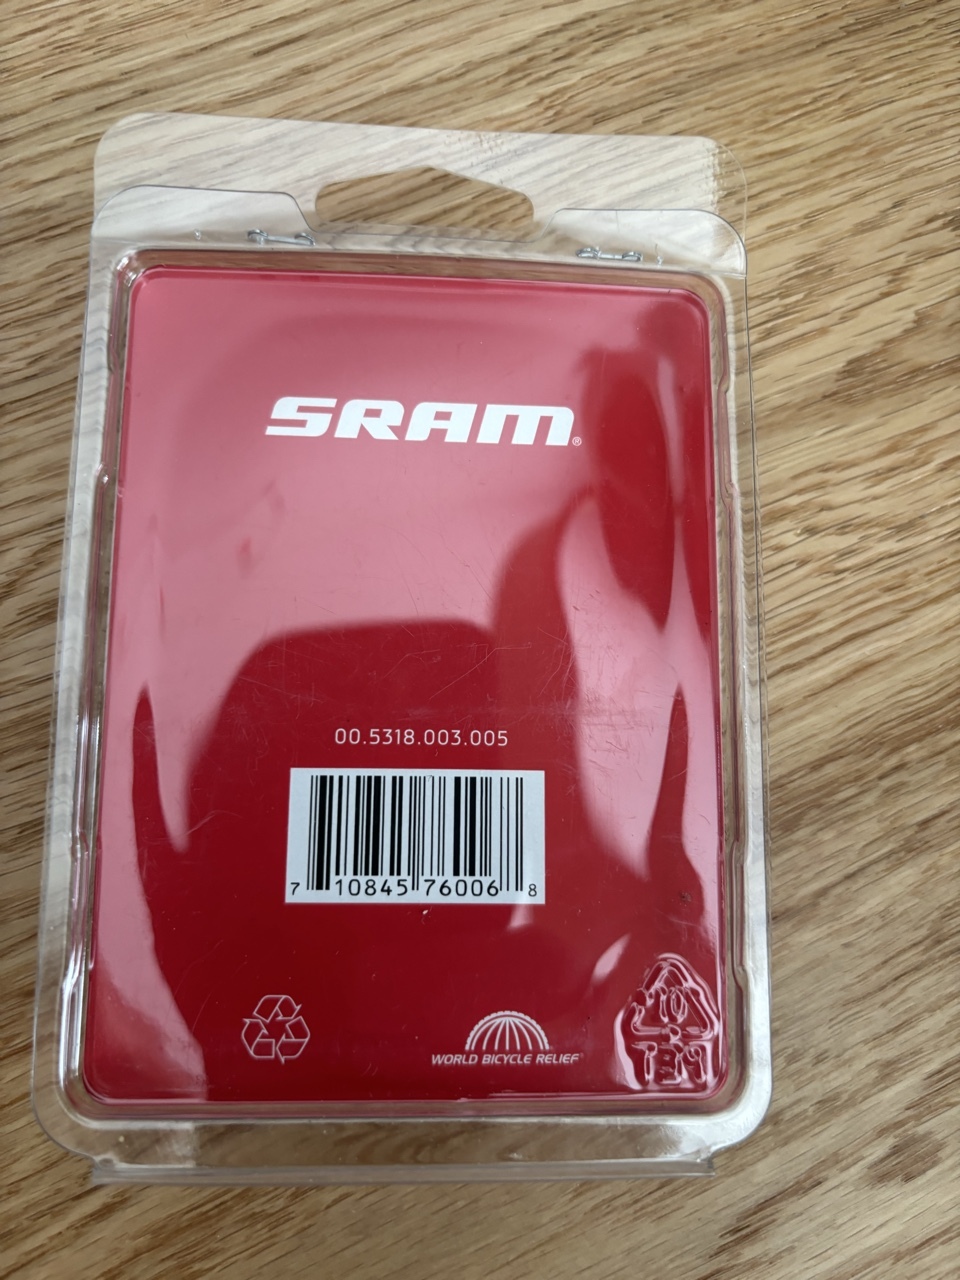 SRAM®
00.5318.003.005
7 10845 76006 8
WORLD BICYCLE RELIEF®